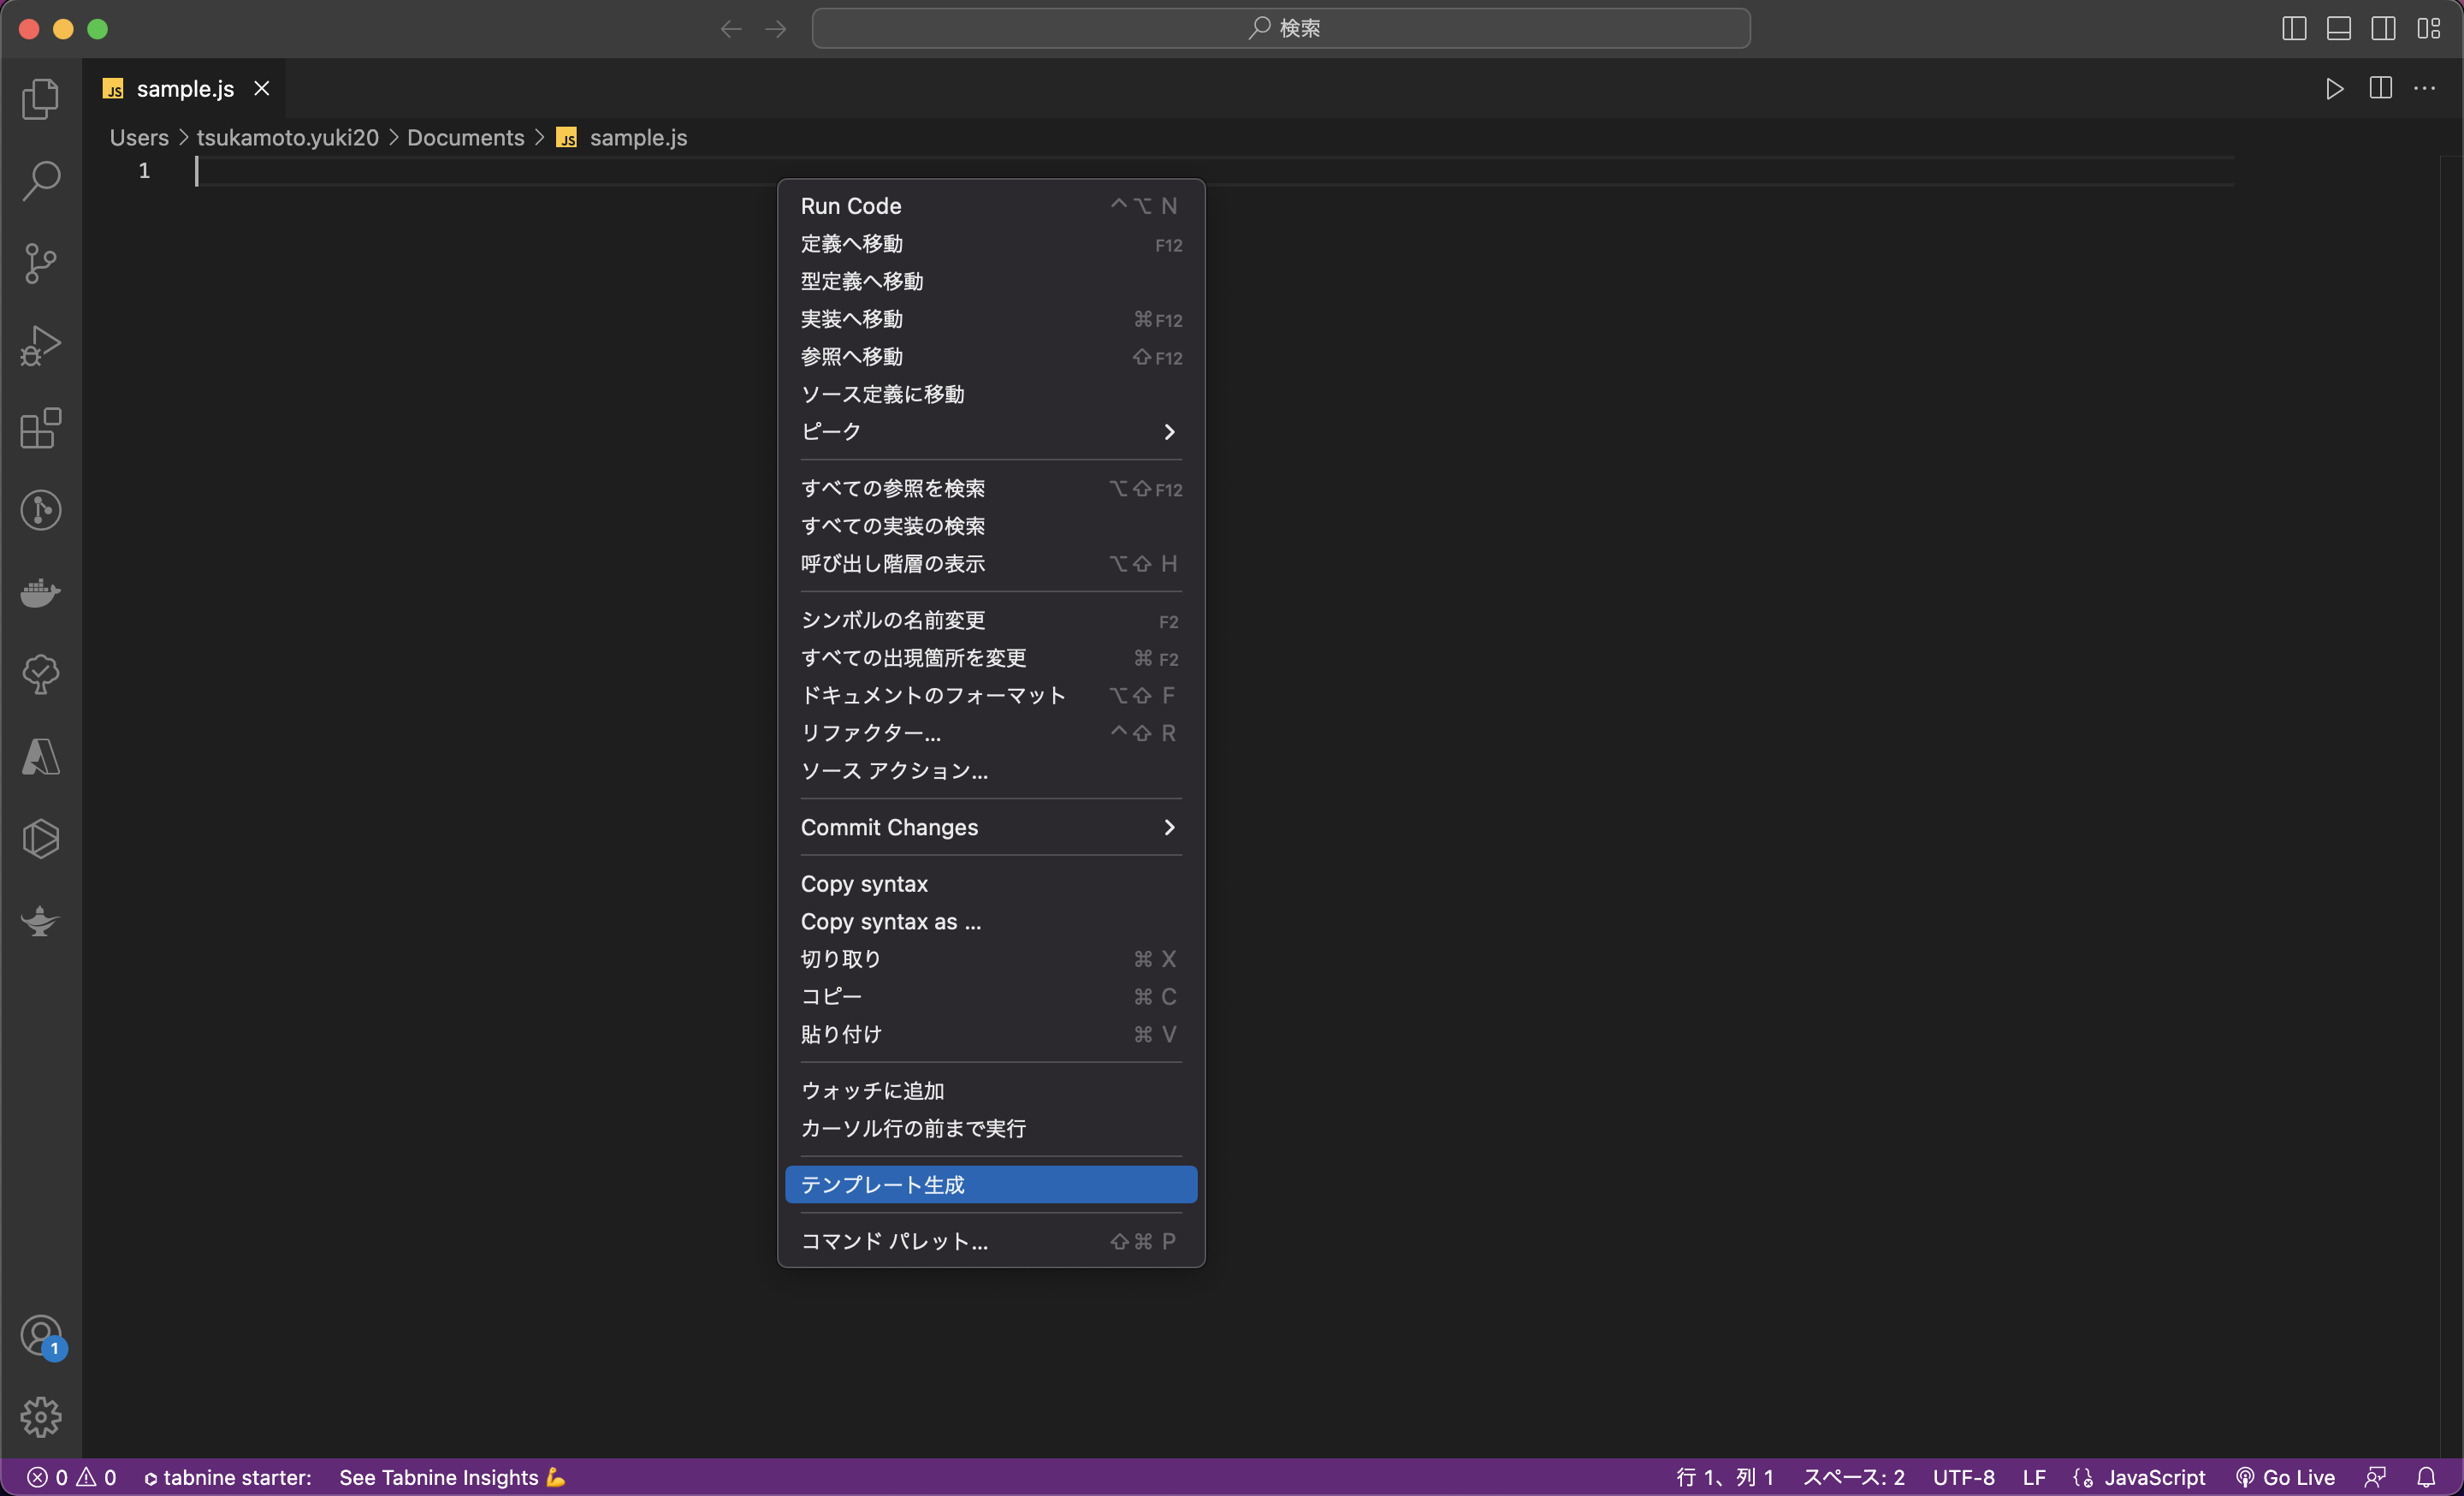 検索
JS sample.js
Users > tsukamoto.yuki20 > Documents > JS sample.js
1
Run Code ^⌥ N
定義へ移動 F12
型定義へ移動
実装へ移動 ⌘F12
参照へ移動 ⇧F12
ソース定義に移動
ピーク
すべての参照を検索 ⌥⇧F12
すべての実装の検索
呼び出し階層の表示 ⌥⇧ H
シンボルの名前変更 F2
すべての出現箇所を変更 ⌘ F2
ドキュメントのフォーマット ⌥⇧ F
リファクター... ^⇧ R
ソース アクション...
Commit Changes
Copy syntax
Copy syntax as ...
切り取り ⌘ X
コピー ⌘ C
貼り付け ⌘ V
ウォッチに追加
カーソル行の前まで実行
テンプレート生成
コマンド パレット... ⇧⌘ P
1
0 0 tabnine starter: See Tabnine Insights 💪 行 1、列 1 スペース: 2 UTF-8 LF JavaScript Go Live